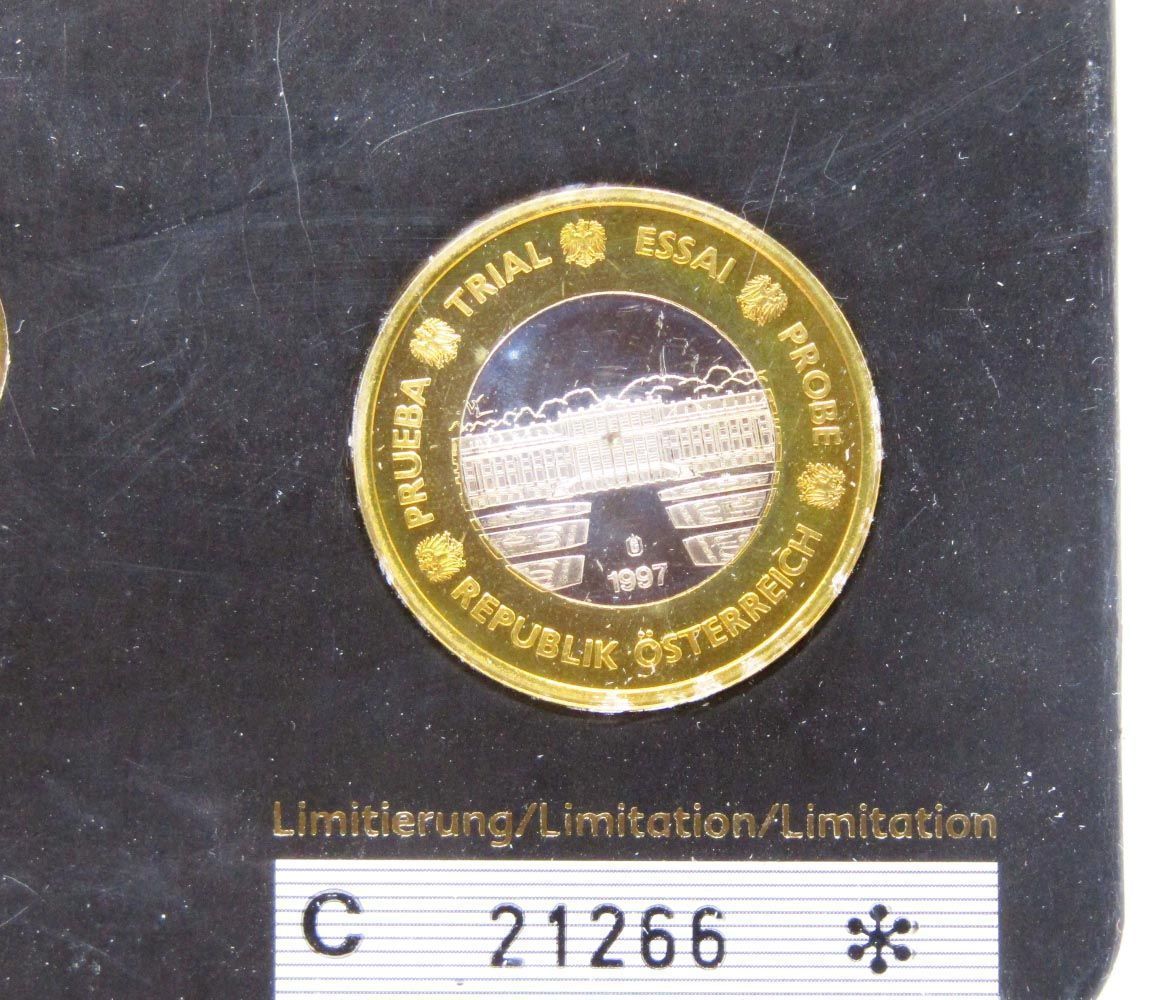 PRUEBA TRIAL ESSAI PROBE
REPUBLIK ÖSTERREICH
1997
Limitierung/Limitation/Limitation
C 21266 *